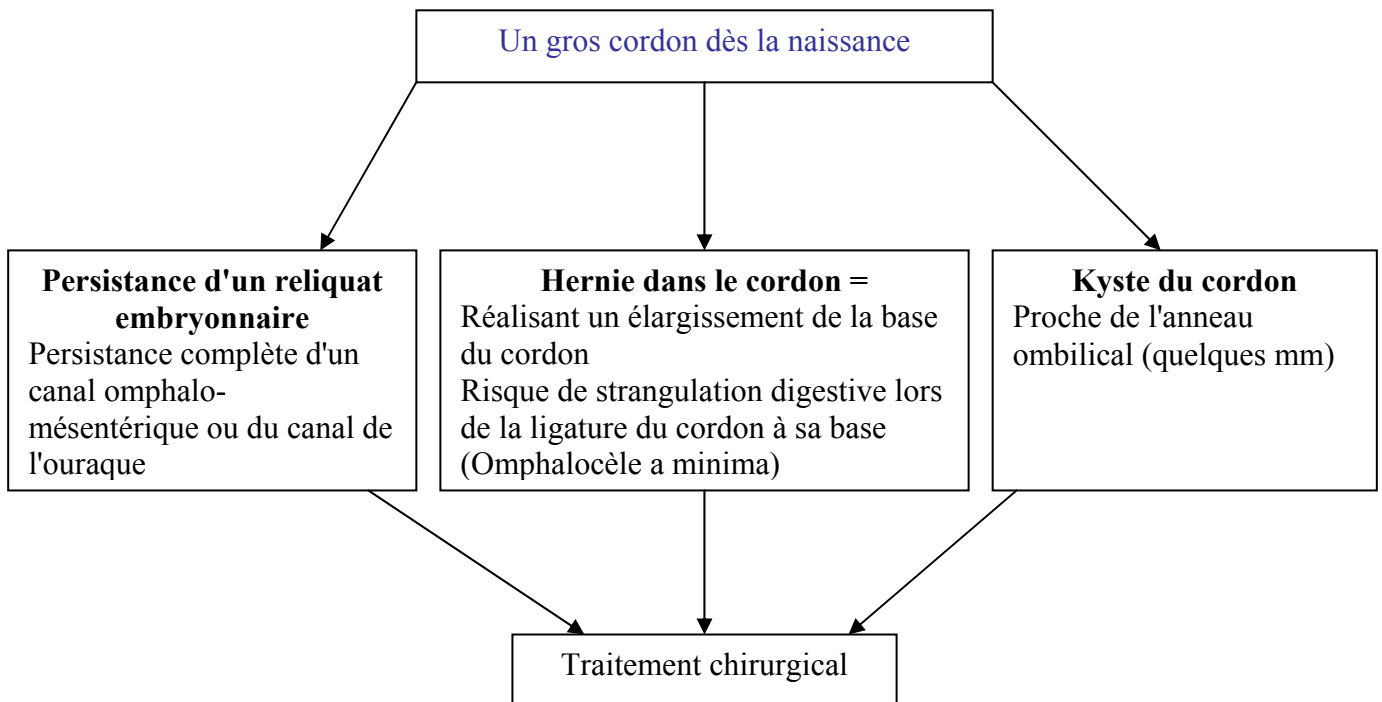 Un gros cordon dès la naissance
Persistance d'un reliquat
embryonnaire
Persistance complète d'un
canal omphalo-
mésentérique ou du canal de
l'ouraque
Hernie dans le cordon =
Réalisant un élargissement de la base
du cordon
Risque de strangulation digestive lors
de la ligature du cordon à sa base
(Omphalocèle a minima)
Kyste du cordon
Proche de l'anneau
ombilical (quelques mm)
Traitement chirurgical